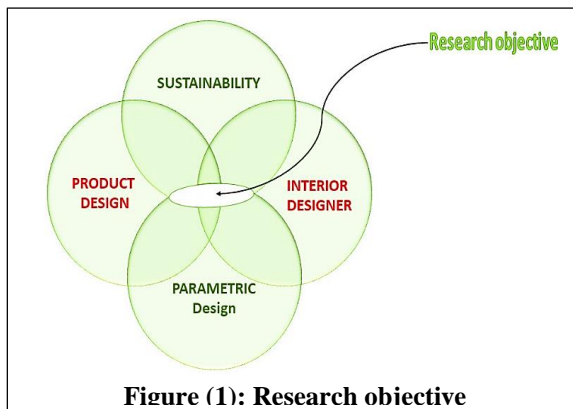 Research objective
SUSTAINABILITY
PRODUCT
DESIGN
INTERIOR
DESIGNER
PARAMETRIC
Design
Figure (1): Research objective